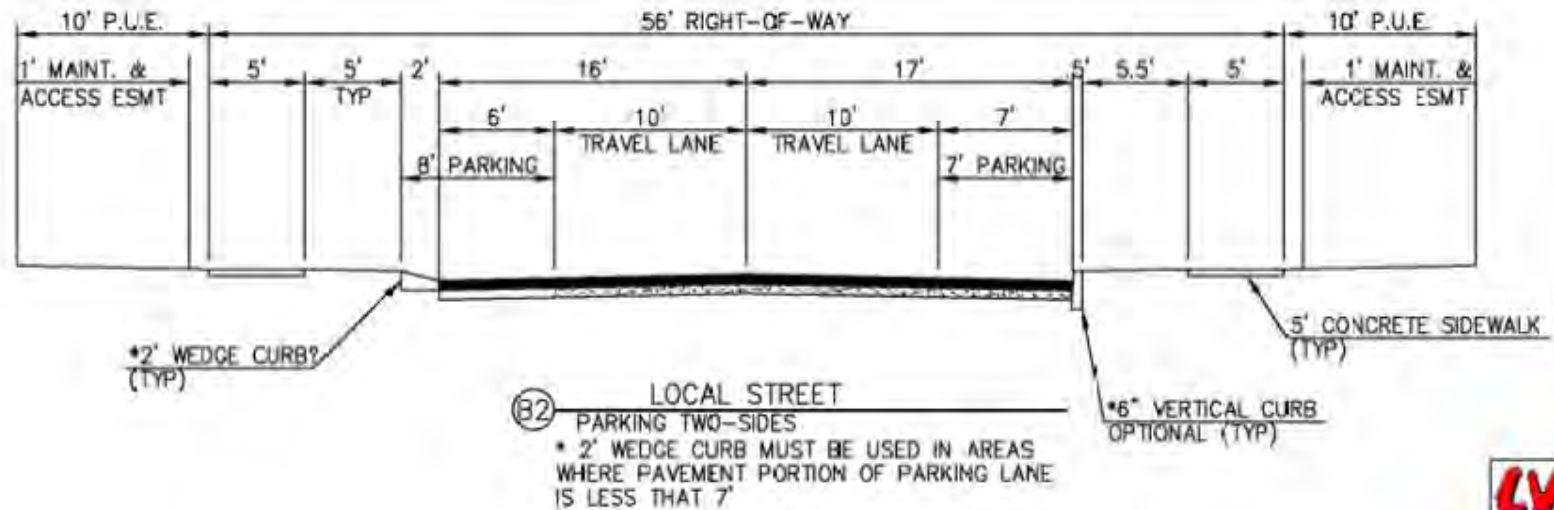 10' P.U.E.
56' RIGHT-OF-WAY
10' P.U.E.
1' MAINT. &
ACCESS ESMT
5'
5'
TYP
2'
16'
17'
5'
5.5'
5'
1' MAINT. &
ACCESS ESMT
6'
10'
TRAVEL LANE
10'
TRAVEL LANE
7'
8' PARKING
7' PARKING
*2' WEDGE CURB?
(TYP)
5' CONCRETE SIDEWALK
(TYP)
*6" VERTICAL CURB
OPTIONAL (TYP)
B2
LOCAL STREET
PARKING TWO-SIDES
* 2' WEDGE CURB MUST BE USED IN AREAS
WHERE PAVEMENT PORTION OF PARKING LANE
IS LESS THAT 7'